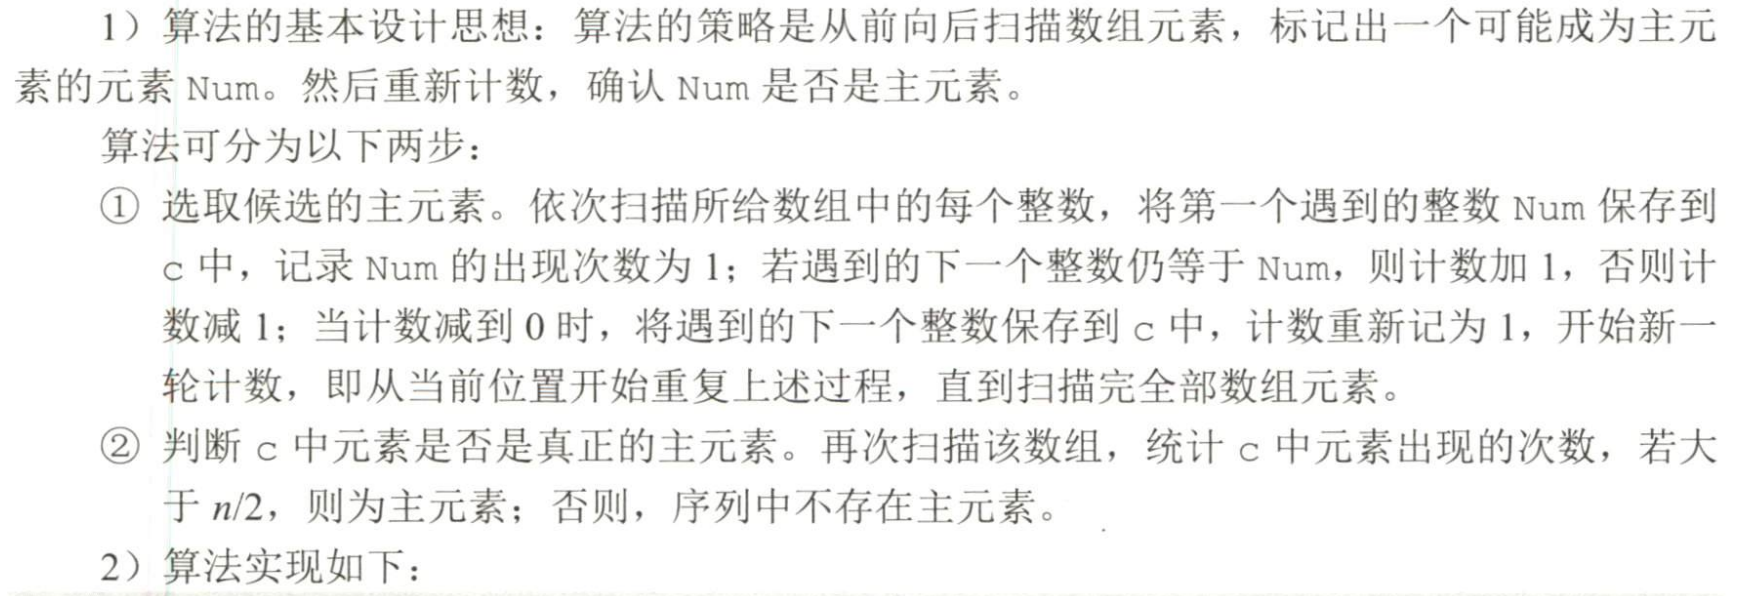 1）算法的基本设计思想：算法的策略是从前向后扫描数组元素，标记出一个可能成为主元
素的元素 Num。然后重新计数，确认 Num 是否是主元素。
算法可分为以下两步：
① 选取候选的主元素。依次扫描所给数组中的每个整数，将第一个遇到的整数 Num 保存到
c 中，记录 Num 的出现次数为 1；若遇到的下一个整数仍等于 Num，则计数加 1，否则计
数减 1；当计数减到 0 时，将遇到的下一个整数保存到 c 中，计数重新记为 1，开始新一
轮计数，即从当前位置开始重复上述过程，直到扫描完全部数组元素。
② 判断 c 中元素是否是真正的主元素。再次扫描该数组，统计 c 中元素出现的次数，若大
于 n/2，则为主元素；否则，序列中不存在主元素。
2）算法实现如下：